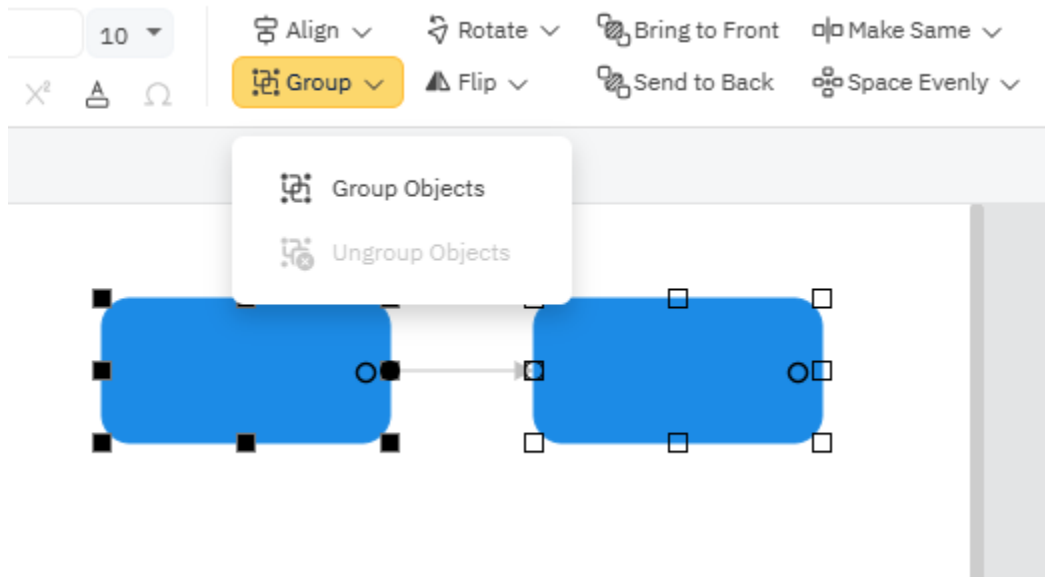 10
Align
Rotate
Bring to Front
Make Same
X²
A
Ω
Group
Flip
Send to Back
Space Evenly
Group Objects
Ungroup Objects